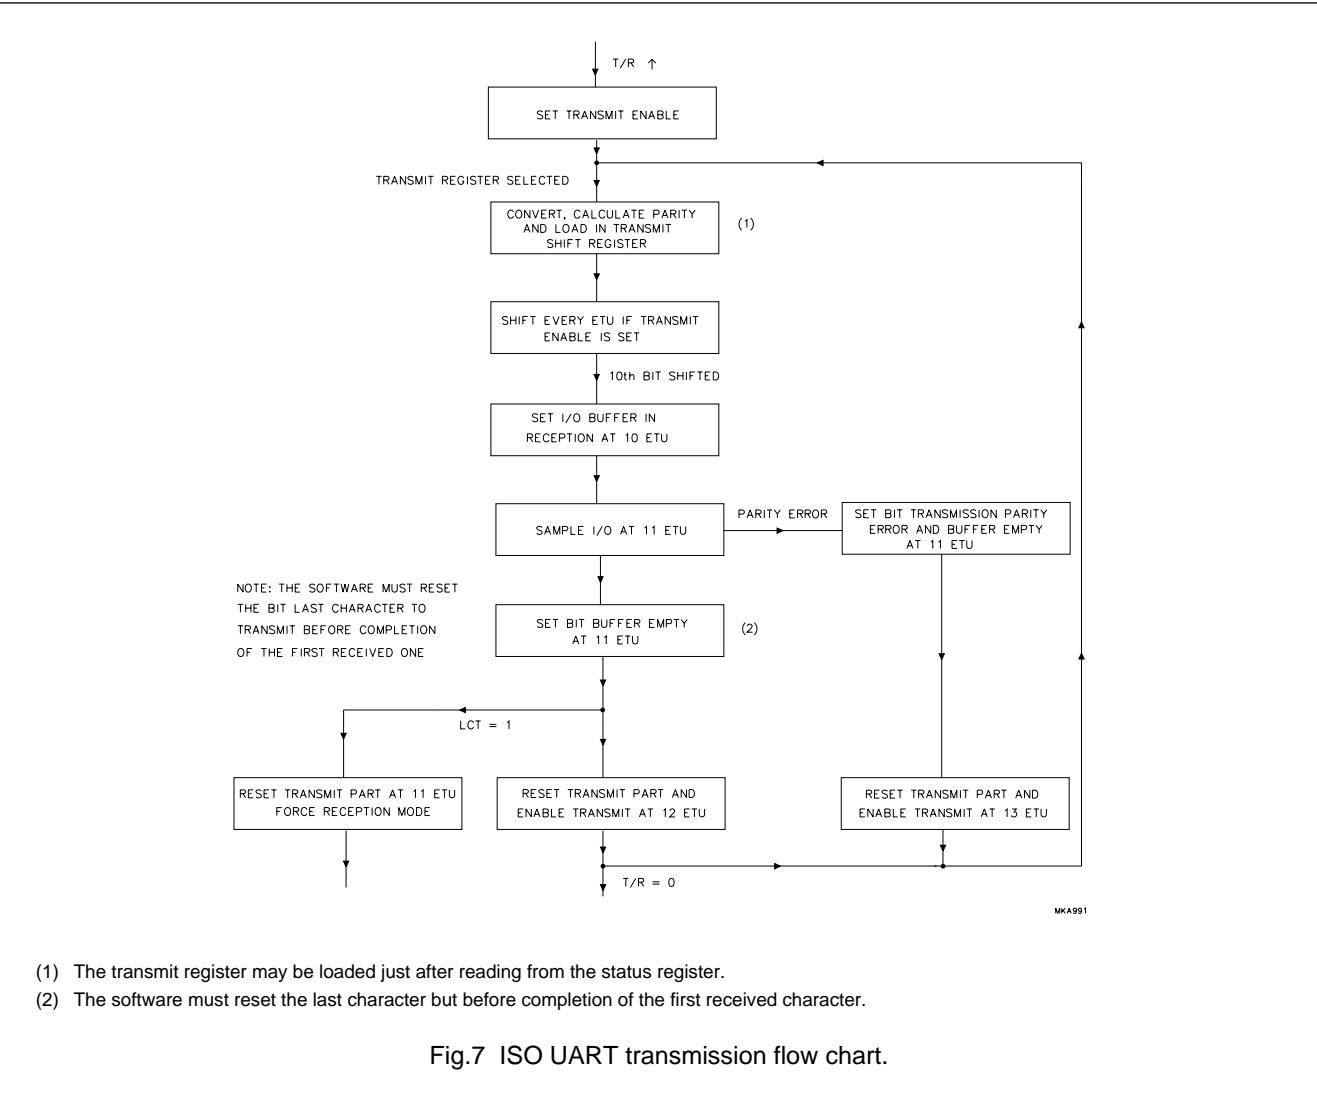 T/R ↑
SET TRANSMIT ENABLE
TRANSMIT REGISTER SELECTED
CONVERT, CALCULATE PARITY
AND LOAD IN TRANSMIT
SHIFT REGISTER
(1)
SHIFT EVERY ETU IF TRANSMIT
ENABLE IS SET
10th BIT SHIFTED
SET I/O BUFFER IN
RECEPTION AT 10 ETU
SAMPLE I/O AT 11 ETU
PARITY ERROR
SET BIT TRANSMISSION PARITY
ERROR AND BUFFER EMPTY
AT 11 ETU
NOTE: THE SOFTWARE MUST RESET
THE BIT LAST CHARACTER TO
TRANSMIT BEFORE COMPLETION
OF THE FIRST RECEIVED ONE
SET BIT BUFFER EMPTY
AT 11 ETU
(2)
LCT = 1
RESET TRANSMIT PART AT 11 ETU
FORCE RECEPTION MODE
RESET TRANSMIT PART AND
ENABLE TRANSMIT AT 12 ETU
RESET TRANSMIT PART AND
ENABLE TRANSMIT AT 13 ETU
T/R = 0
MKA991
(1) The transmit register may be loaded just after reading from the status register.
(2) The software must reset the last character but before completion of the first received character.
Fig.7 ISO UART transmission flow chart.